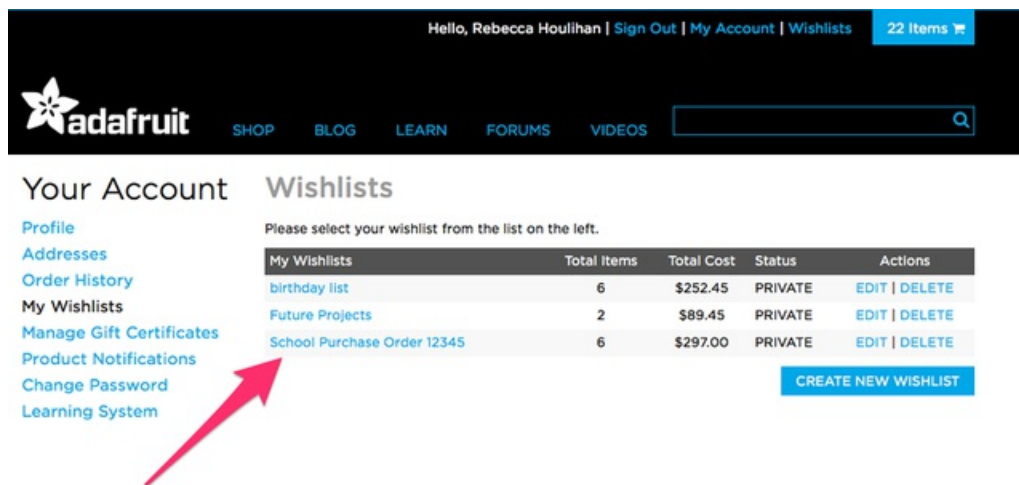 Hello, Rebecca Houlihan | Sign Out | My Account | Wishlists 22 Items
adafruit SHOP BLOG LEARN FORUMS VIDEOS
Your Account
Profile
Addresses
Order History
My Wishlists
Manage Gift Certificates
Product Notifications
Change Password
Learning System
Wishlists
Please select your wishlist from the list on the left.
My Wishlists Total Items Total Cost Status Actions
birthday list 6 $252.45 PRIVATE EDIT | DELETE
Future Projects 2 $89.45 PRIVATE EDIT | DELETE
School Purchase Order 12345 6 $297.00 PRIVATE EDIT | DELETE
CREATE NEW WISHLIST